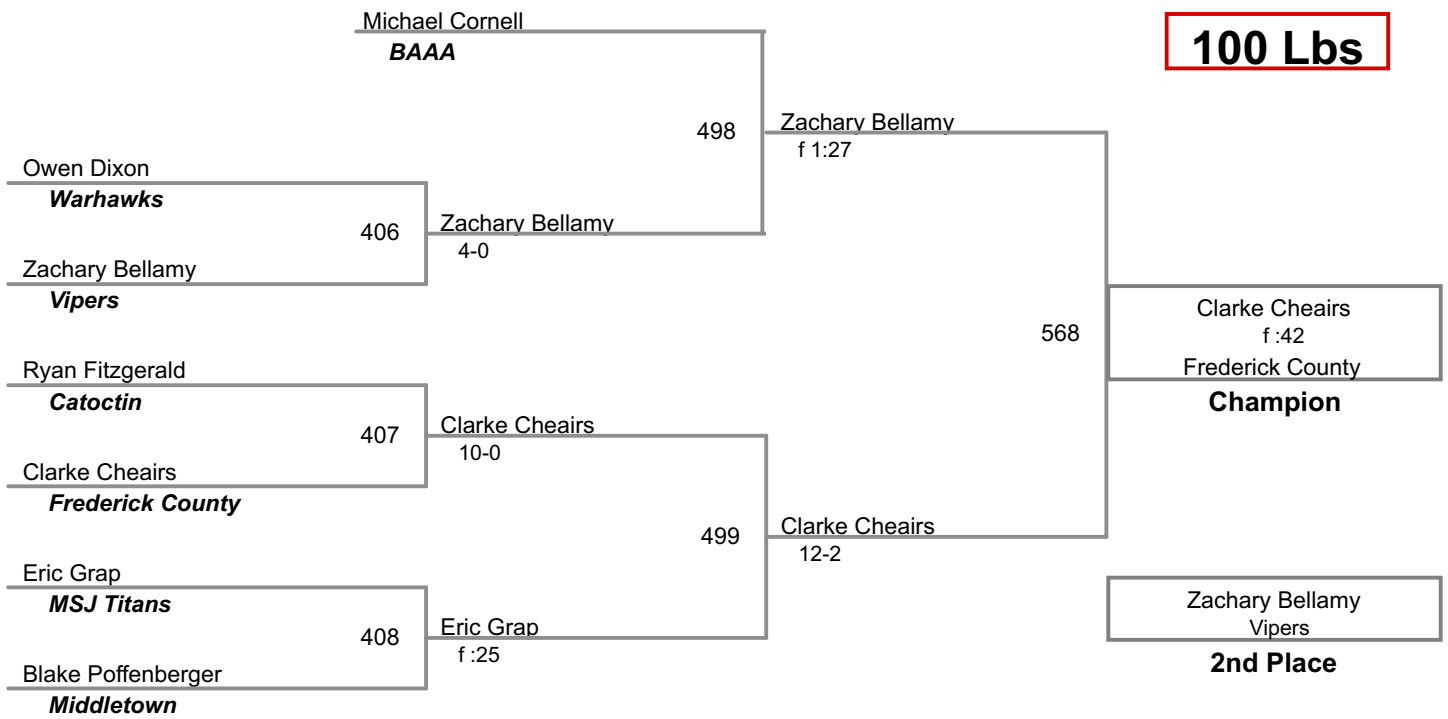 Michael Cornell
BAAA
100 Lbs
498
Zachary Bellamy
f 1:27
Owen Dixon
Warhawks
406
Zachary Bellamy
4-0
Zachary Bellamy
Vipers
568
Clarke Cheairs
f :42
Frederick County
Champion
Ryan Fitzgerald
Catoctin
407
Clarke Cheairs
10-0
Clarke Cheairs
Frederick County
499
Clarke Cheairs
12-2
Eric Grap
MSJ Titans
408
Eric Grap
f :25
Blake Poffenberger
Middletown
Zachary Bellamy
Vipers
2nd Place